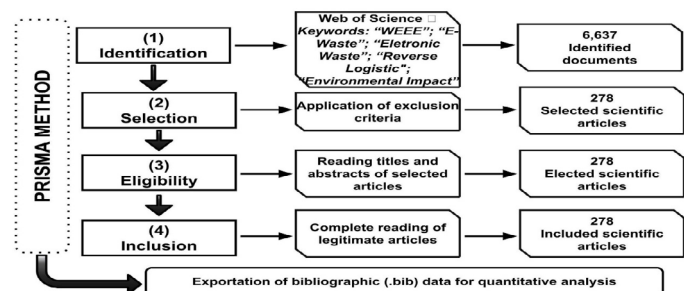 PRISMA METHOD
(1)
Identification
Web of Science
Keywords: “WEEE”; “E-
Waste”; “Eletronic
Waste”; “Reverse
Logistic";
“Environmental Impact”
6,637
Identified
documents
(2)
Selection
Application of exclusion
criteria
278
Selected scientific
articles
(3)
Eligibility
Reading titles and
abstracts of selected
articles
278
Elected scientific
articles
(4)
Inclusion
Complete reading of
legitimate articles
278
Included scientific
articles
Exportation of bibliographic (.bib) data for quantitative analysis